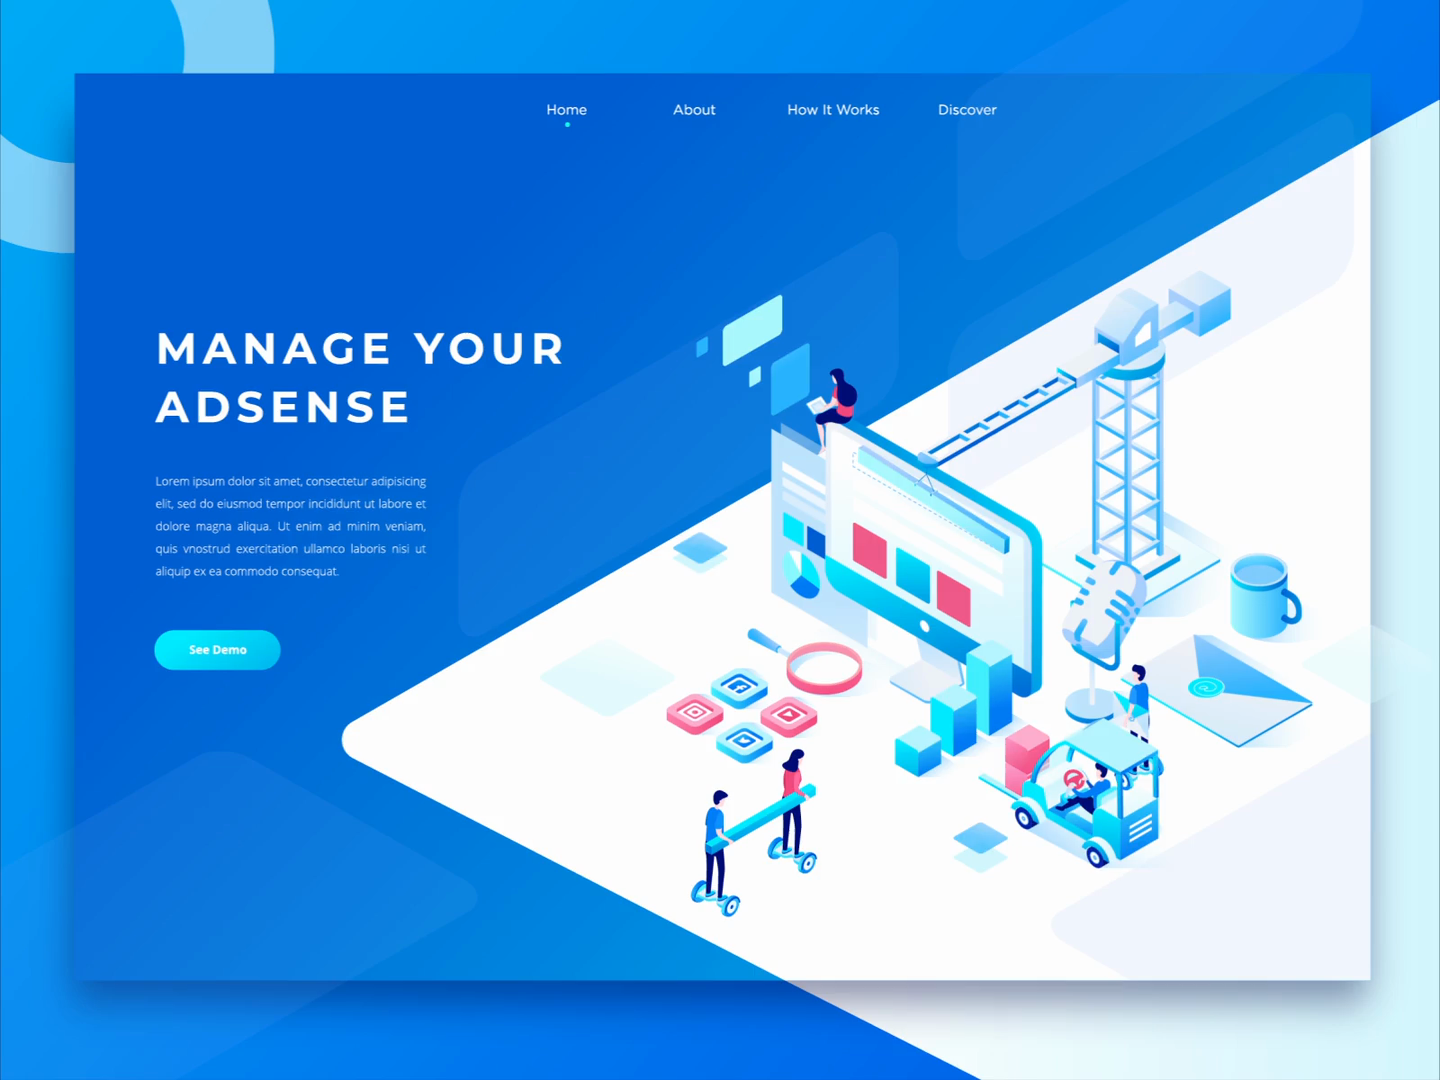 Home About How It Works Discover
MANAGE YOUR
ADSENSE
Lorem ipsum dolor sit amet, consectetur adipisicing
elit, sed do eiusmod tempor incididunt ut labore et
dolore magna aliqua. Ut enim ad minim veniam,
quis vnostrud exercitation ullamco laboris nisi ut
aliquip ex ea commodo consequat.
See Demo
@